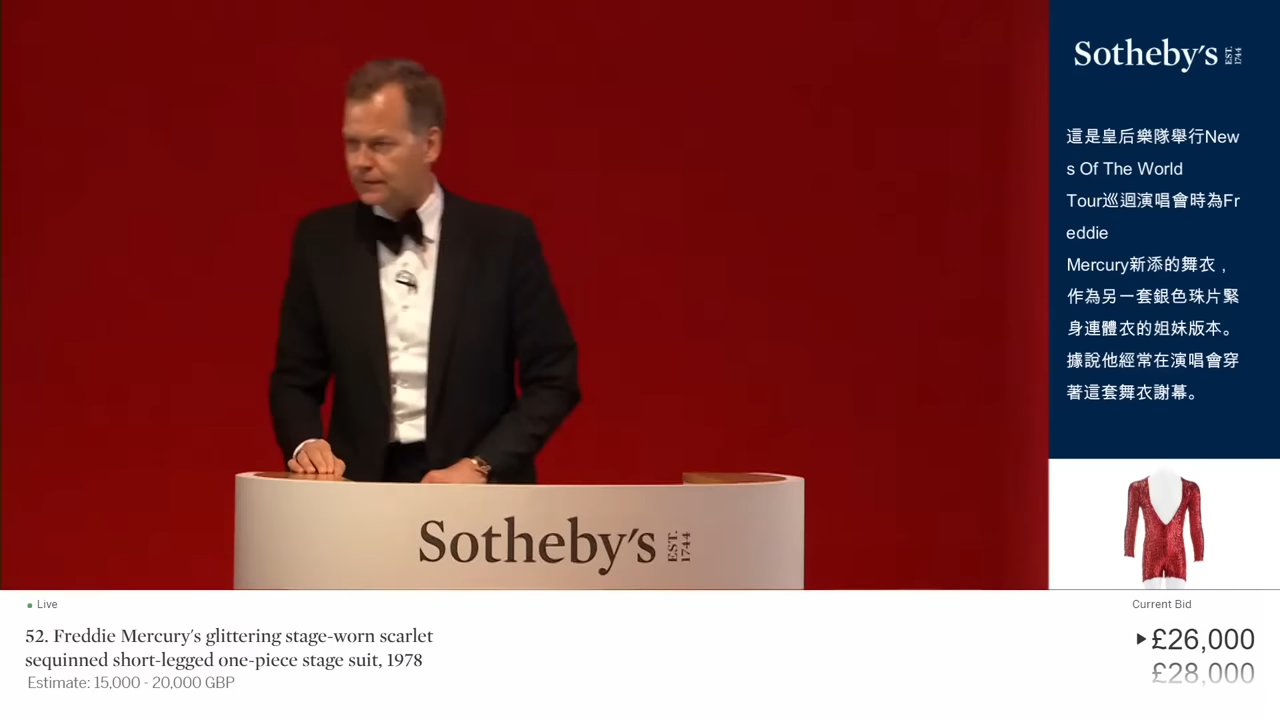 Sotheby's EST. 1744
這是皇后樂隊舉行New
s Of The World
Tour巡迴演唱會時為Fr
eddie
Mercury新添的舞衣，
作為另一套銀色珠片緊
身連體衣的姐妹版本。
據說他經常在演唱會穿
著這套舞衣謝幕。
Sotheby's EST. 1744
Live
Current Bid
52. Freddie Mercury's glittering stage-worn scarlet
sequinned short-legged one-piece stage suit, 1978
Estimate: 15,000 - 20,000 GBP
£26,000
£28,000